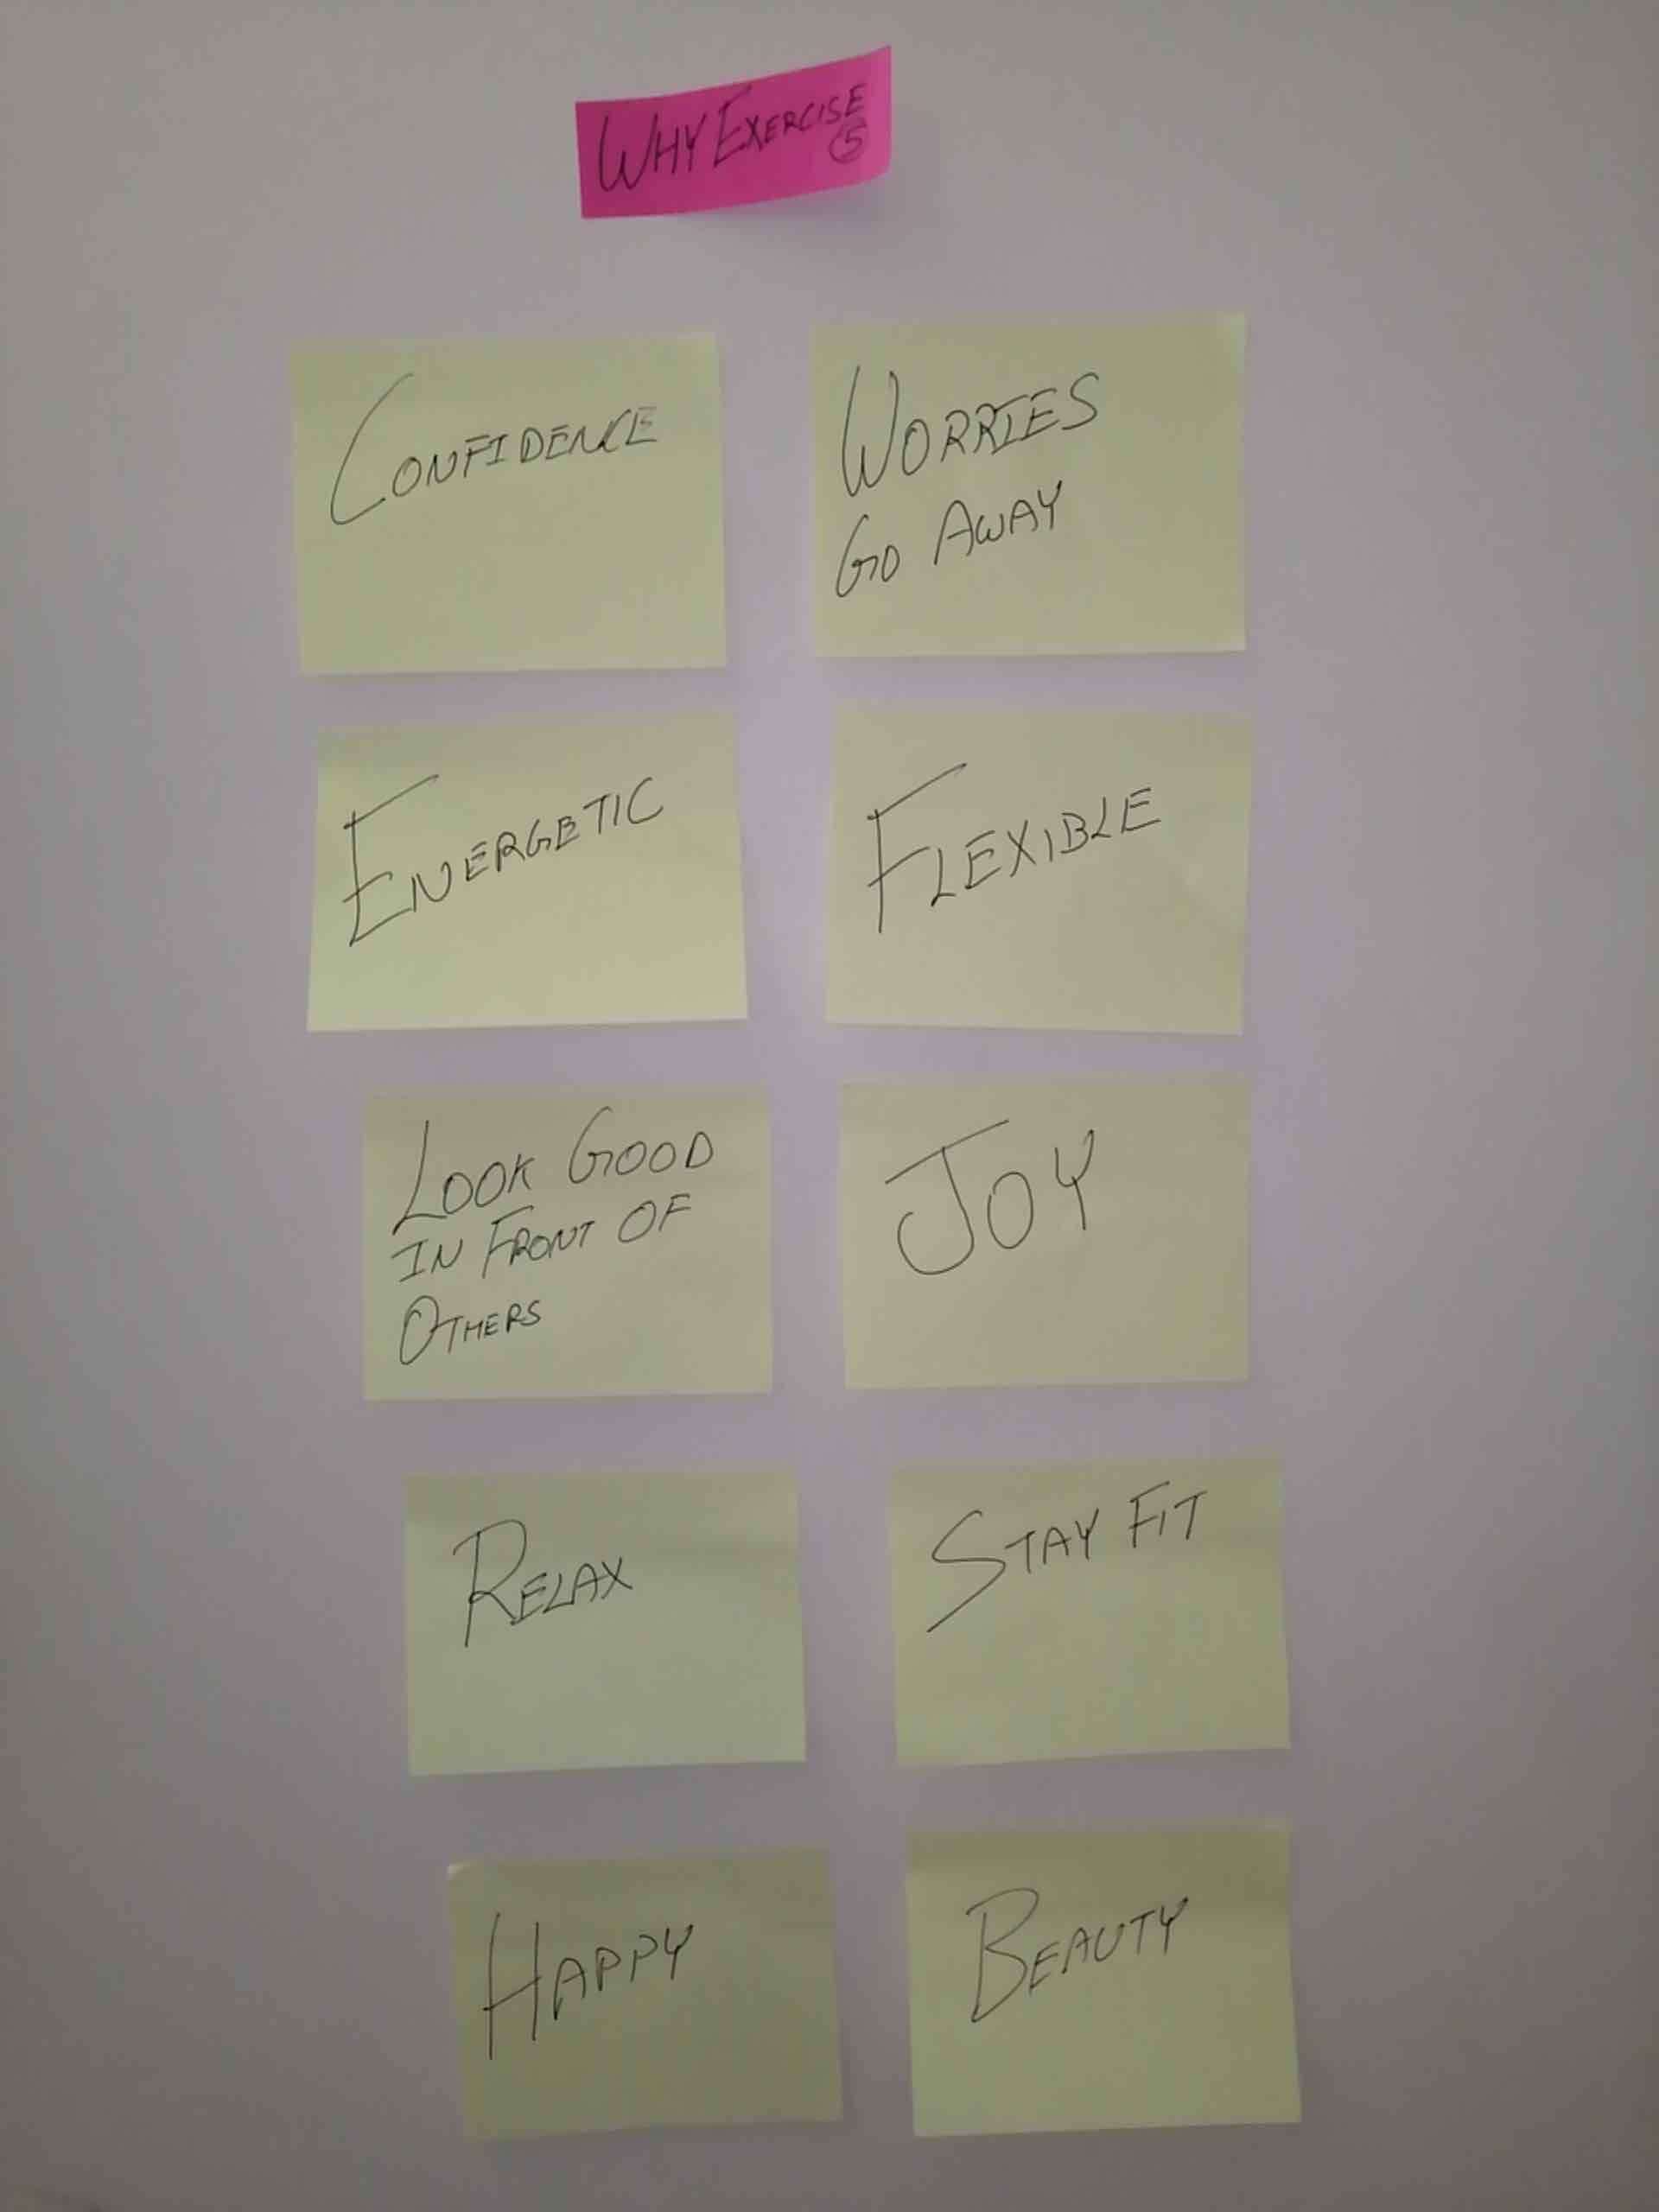 WHY EXERCISE
5
CONFIDENCE
WORRIES
GO AWAY
ENERGETIC
FLEXIBLE
LOOK GOOD
IN FRONT OF
OTHERS
JOY
RELAX
STAY FIT
HAPPY
BEAUTY